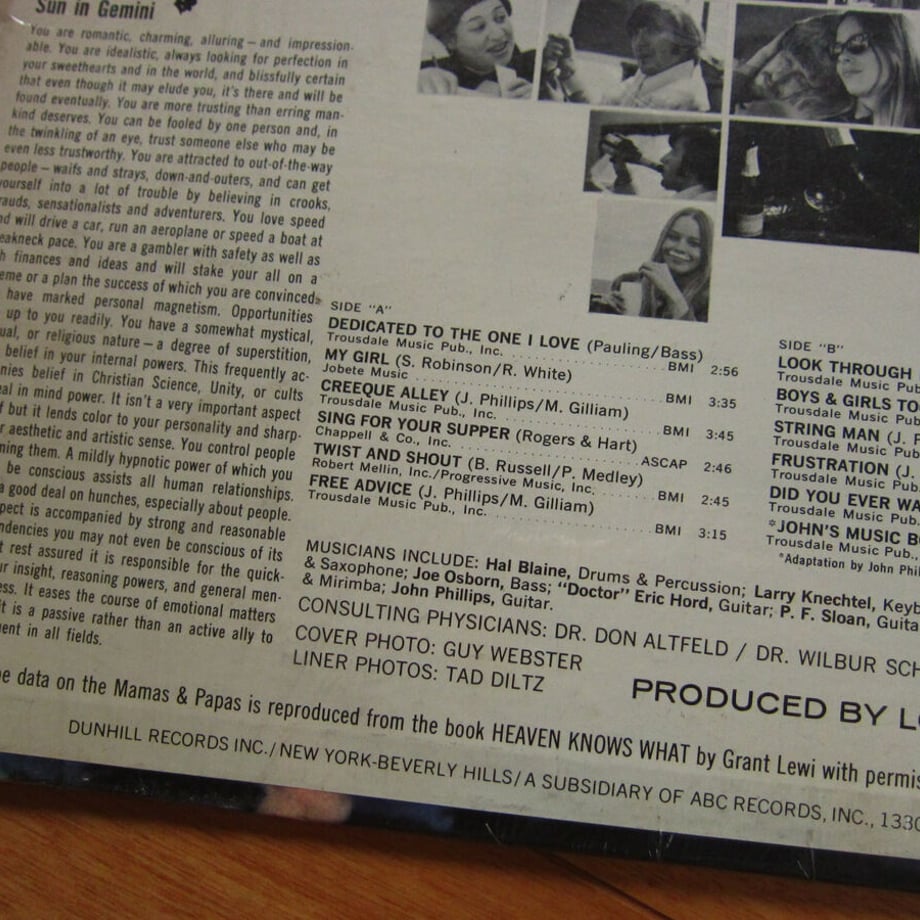 Sun in Gemini
You are romantic, charming, alluring — and impression-
able. You are idealistic, always looking for perfection in
your sweethearts and in the world, and blissfully certain
that even though it may elude you, it's there and will be
found eventually. You are more trusting than erring man-
kind deserves. You can be fooled by one person and, in
the twinkling of an eye, trust someone else who may be
even less trustworthy. You are attracted to out-of-the-way
people — waifs and strays, down-and-outers, and can get
yourself into a lot of trouble by believing in crooks,
rauds, sensationalists and adventurers. You love speed
nd will drive a car, run an aeroplane or speed a boat at
eakneck pace. You are a gambler with safety as well as
h finances and ideas and will stake your all on a
eme or a plan the success of which you are convinced.
have marked personal magnetism. Opportunities
up to you readily. You have a somewhat mystical,
ual, or religious nature — a degree of superstition,
belief in your internal powers. This frequently ac-
nies belief in Christian Science, Unity, or cults
eal in mind power. It isn't a very important aspect
f but it lends color to your personality and sharp-
r aesthetic and artistic sense. You control people
ning them. A mildly hypnotic power of which you
be conscious assists all human relationships.
a good deal on hunches, especially about people.
pect is accompanied by strong and reasonable
ndencies you may not even be conscious of its
t rest assured it is responsible for the quick-
ur insight, reasoning powers, and general men-
ess. It eases the course of emotional matters
it is a passive rather than an active ally to
ent in all fields.
SIDE "A"
DEDICATED TO THE ONE I LOVE (Pauling/Bass)
Trousdale Music Pub., Inc. BMI 2:56
MY GIRL (S. Robinson/R. White)
Jobete Music BMI 3:35
CREEQUE ALLEY (J. Phillips/M. Gilliam)
Trousdale Music Pub., Inc. BMI 3:45
SING FOR YOUR SUPPER (Rogers & Hart)
Chappell & Co., Inc. ASCAP 2:46
TWIST AND SHOUT (B. Russell/P. Medley)
Robert Mellin, Inc./Progressive Music, Inc. BMI 2:45
FREE ADVICE (J. Phillips/M. Gilliam)
Trousdale Music Pub., Inc. BMI 3:15
SIDE "B"
LOOK THROUGH
Trousdale Music Pub
BOYS & GIRLS TO
Trousdale Music Pub
STRING MAN (J. P
Trousdale Music Pub
FRUSTRATION (J.
Trousdale Music Pub
DID YOU EVER WA
Trousdale Music Pub
*JOHN'S MUSIC B
Trousdale Music Pub.,
*Adaptation by John Phil
MUSICIANS INCLUDE: Hal Blaine, Drums & Percussion; Larry Knechtel, Keyb
& Saxophone; Joe Osborn, Bass; "Doctor" Eric Hord, Guitar; P. F. Sloan, Guita
& Mirimba; John Phillips, Guitar.
CONSULTING PHYSICIANS: DR. DON ALTFELD / DR. WILBUR SCH
COVER PHOTO: GUY WEBSTER
LINER PHOTOS: TAD DILTZ
PRODUCED BY L
e data on the Mamas & Papas is reproduced from the book HEAVEN KNOWS WHAT by Grant Lewi with permis
DUNHILL RECORDS INC./NEW YORK-BEVERLY HILLS/A SUBSIDIARY OF ABC RECORDS, INC., 1330